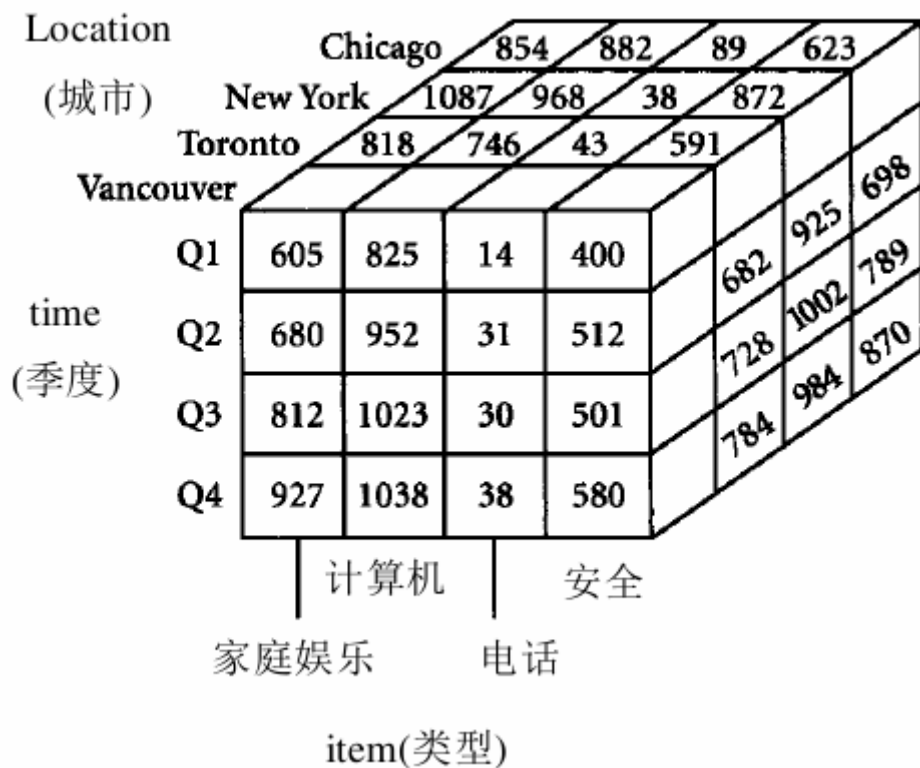 Location
(城市)
Chicago 854 882 89 623
New York 1087 968 38 872
Toronto 818 746 43 591
Vancouver
time
(季度)
Q1 605 825 14 400
Q2 680 952 31 512
Q3 812 1023 30 501
Q4 927 1038 38 580
682 925 698
728 1002 789
784 984 870
计算机 安全
家庭娱乐 电话
item(类型)